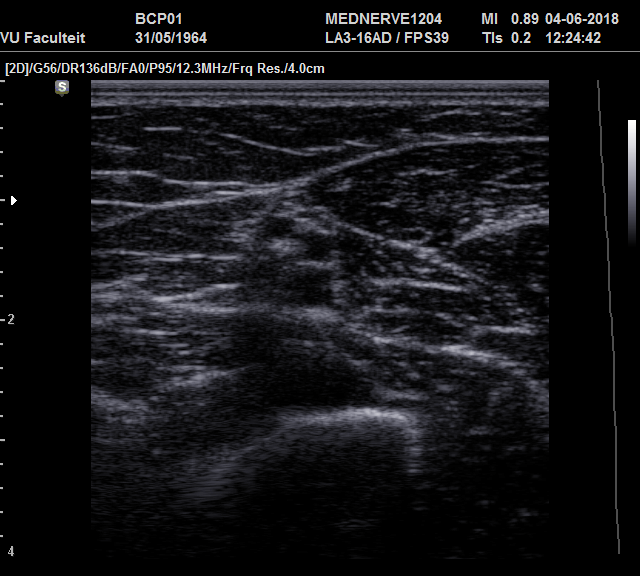 BCP01 MEDNERVE1204 MI 0.89 04-06-2018
VU Faculteit 31/05/1964 LA3-16AD / FPS39 TIs 0.2 12:24:42
[2D]/G56/DR136dB/FA0/P95/12.3MHz/Frq Res./4.0cm
S
2
4